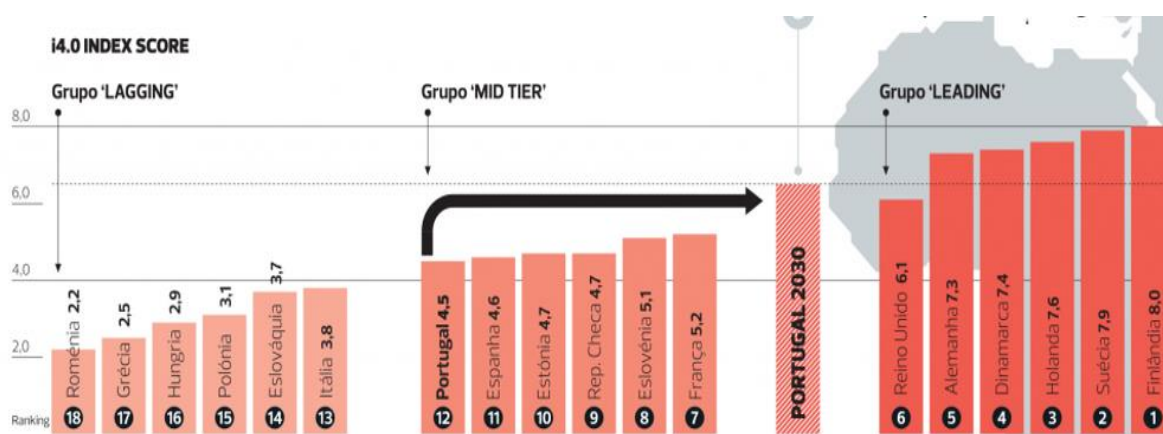 i4.0 INDEX SCORE
Grupo 'LAGGING'
Grupo 'MID TIER'
Grupo 'LEADING'
8,0
6,0
4,0
2,0
Roménia 2,2
Grécia 2,5
Hungria 2,9
Polónia 3,1
Eslováquia 3,7
Itália 3,8
Portugal 4,5
Espanha 4,6
Estónia 4,7
Rep. Checa 4,7
Eslovénia 5,1
França 5,2
PORTUGAL 2030
Reino Unido 6,1
Alemanha 7,3
Dinamarca 7,4
Holanda 7,6
Suécia 7,9
Finlândia 8,0
Ranking 18 17 16 15 14 13 12 11 10 9 8 7 6 5 4 3 2 1